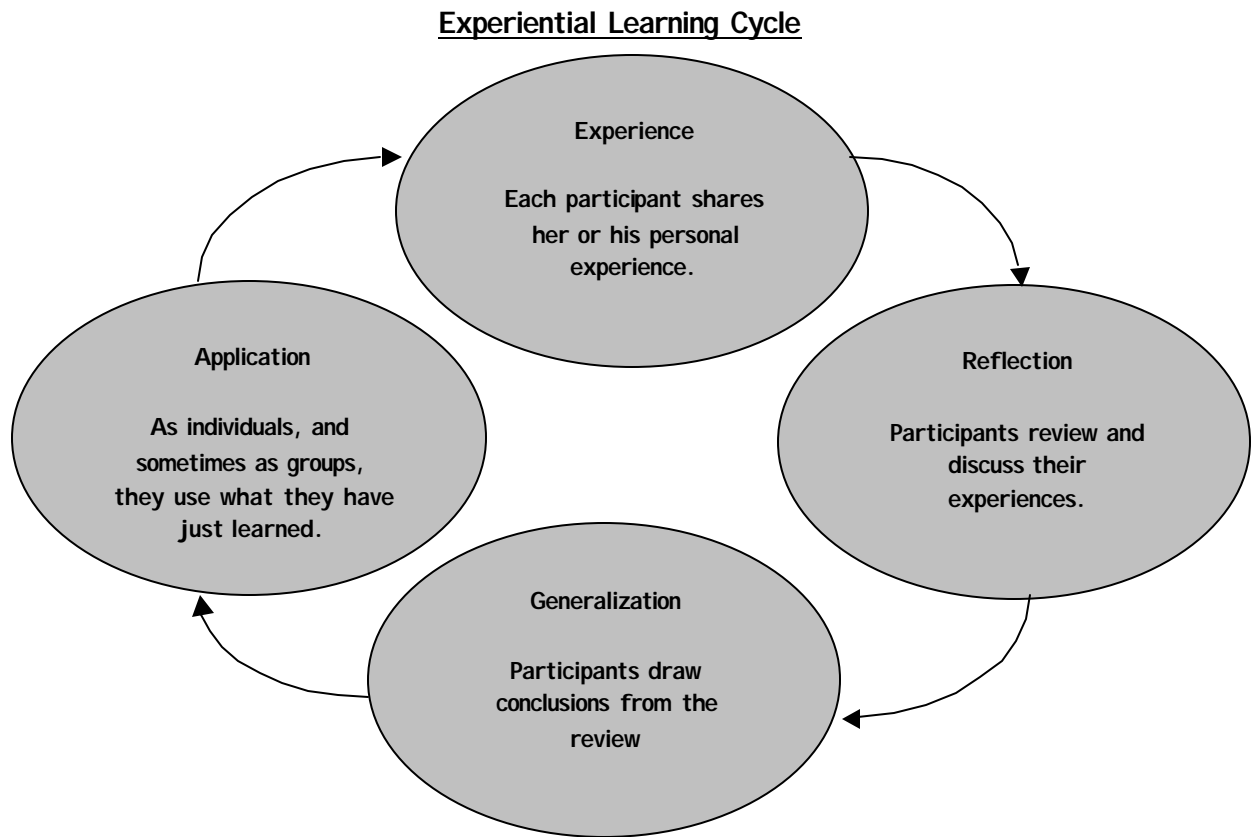 Experiential Learning Cycle
Experience
Each participant shares
her or his personal
experience.
Reflection
Participants review and
discuss their
experiences.
Generalization
Participants draw
conclusions from the
review
Application
As individuals, and
sometimes as groups,
they use what they have
just learned.